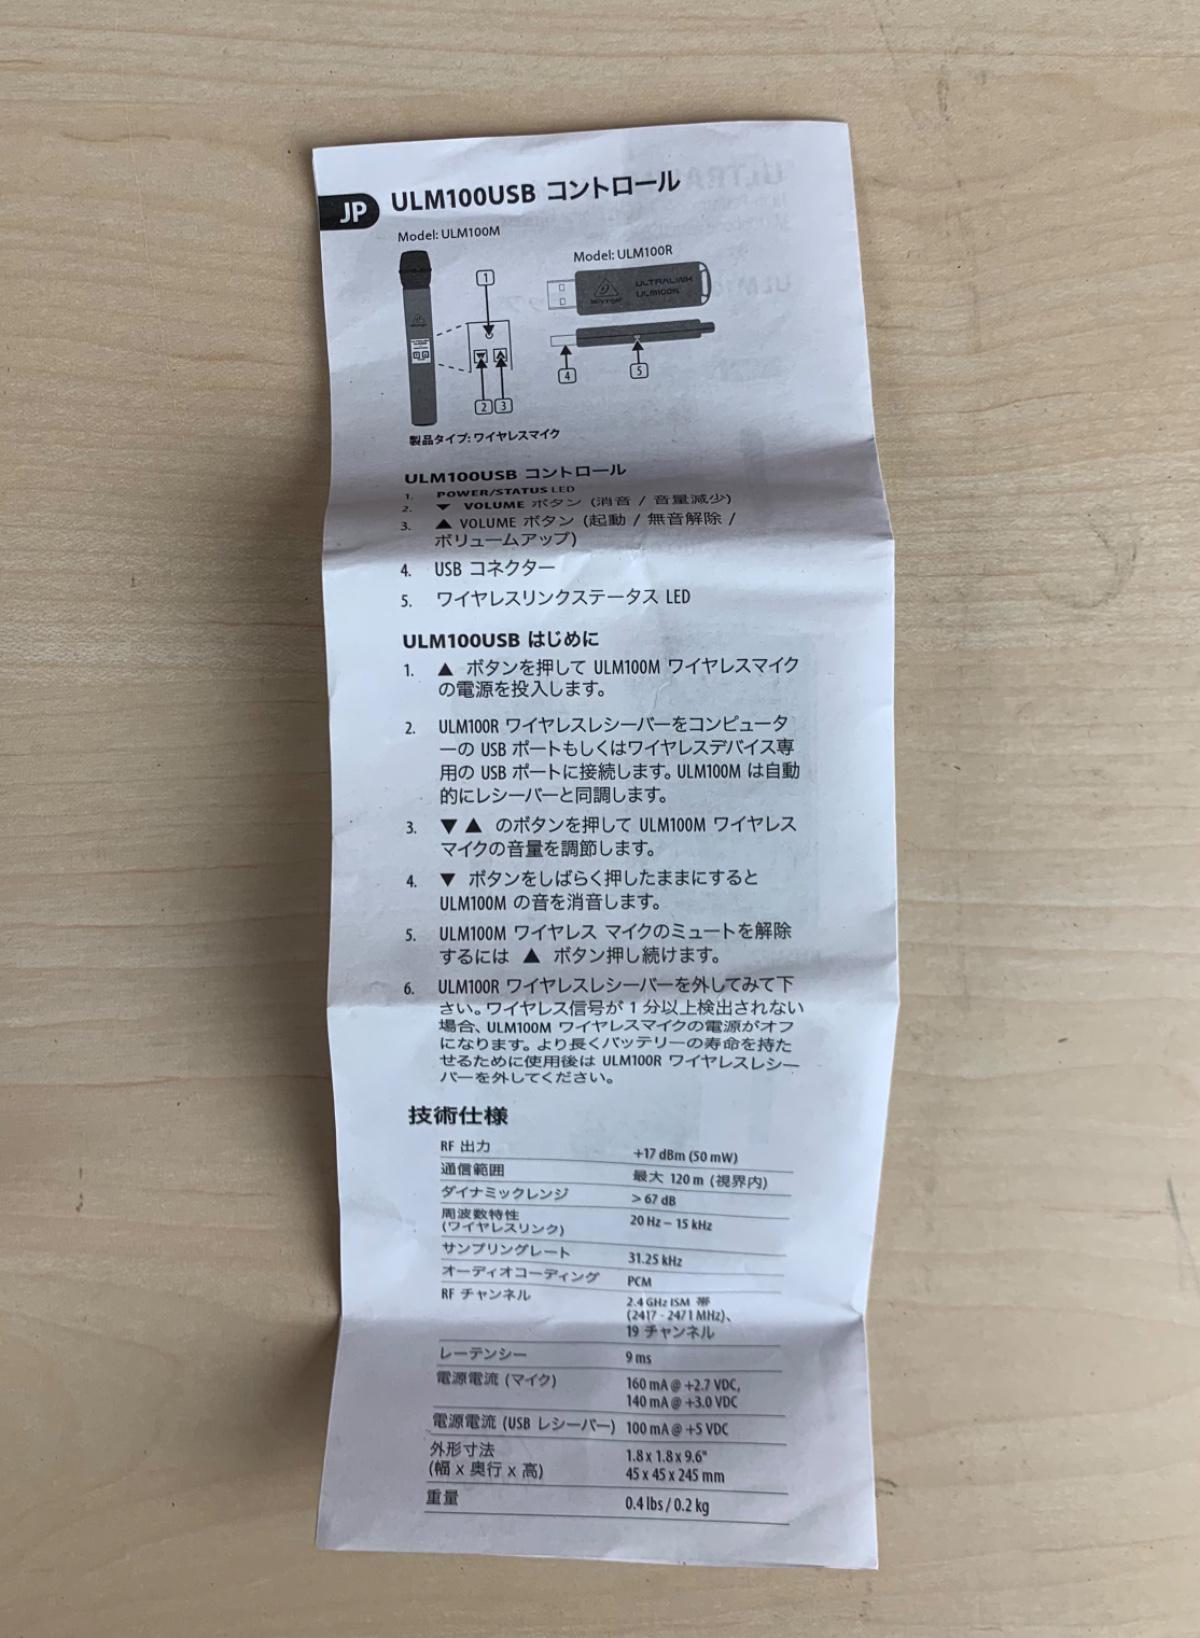 JP
ULM100USB コントロール
Model: ULM100M
Model: ULM100R
1
behringer
ULTRALINK
ULM100R
4
5
2
3
製品タイプ: ワイヤレスマイク
ULM100USB コントロール
1. POWER/STATUS LED
2. ▼ VOLUME ボタン (消音 / 音量減少)
3. ▲ VOLUME ボタン (起動 / 無音解除 /
ボリュームアップ)
4. USB コネクター
5. ワイヤレスリンクステータス LED
ULM100USB はじめに
1. ▲ ボタンを押して ULM100M ワイヤレスマイク
の電源を投入します。
2. ULM100R ワイヤレスレシーバーをコンピュータ
ーの USB ポートもしくはワイヤレスデバイス専
用の USB ポートに接続します。ULM100M は自動
的にレシーバーと同調します。
3. ▼ ▲ のボタンを押して ULM100M ワイヤレス
マイクの音量を調節します。
4. ▼ ボタンをしばらく押したままにすると
ULM100M の音を消音します。
5. ULM100M ワイヤレス マイクのミュートを解除
するには ▲ ボタン押し続けます。
6. ULM100R ワイヤレスレシーバーを外してみて下
さい。ワイヤレス信号が 1 分以上検出されない
場合、ULM100M ワイヤレスマイクの電源がオフ
になります。より長くバッテリーの寿命を持た
せるために使用後は ULM100R ワイヤレスレシー
バーを外してください。
技術仕様
RF 出力 +17 dBm (50 mW)
通信範囲 最大 120 m (視界内)
ダイナミックレンジ > 67 dB
周波数特性
(ワイヤレスリンク) 20 Hz – 15 kHz
サンプリングレート 31.25 kHz
オーディオコーディング PCM
RF チャンネル 2.4 GHz ISM 帯
(2417 - 2471 MHz)、
19 チャンネル
レーテンシー 9 ms
電源電流 (マイク) 160 mA @ +2.7 VDC,
140 mA @ +3.0 VDC
電源電流 (USB レシーバー) 100 mA @ +5 VDC
外形寸法 1.8 x 1.8 x 9.6"
(幅 x 奥行 x 高) 45 x 45 x 245 mm
重量 0.4 lbs / 0.2 kg